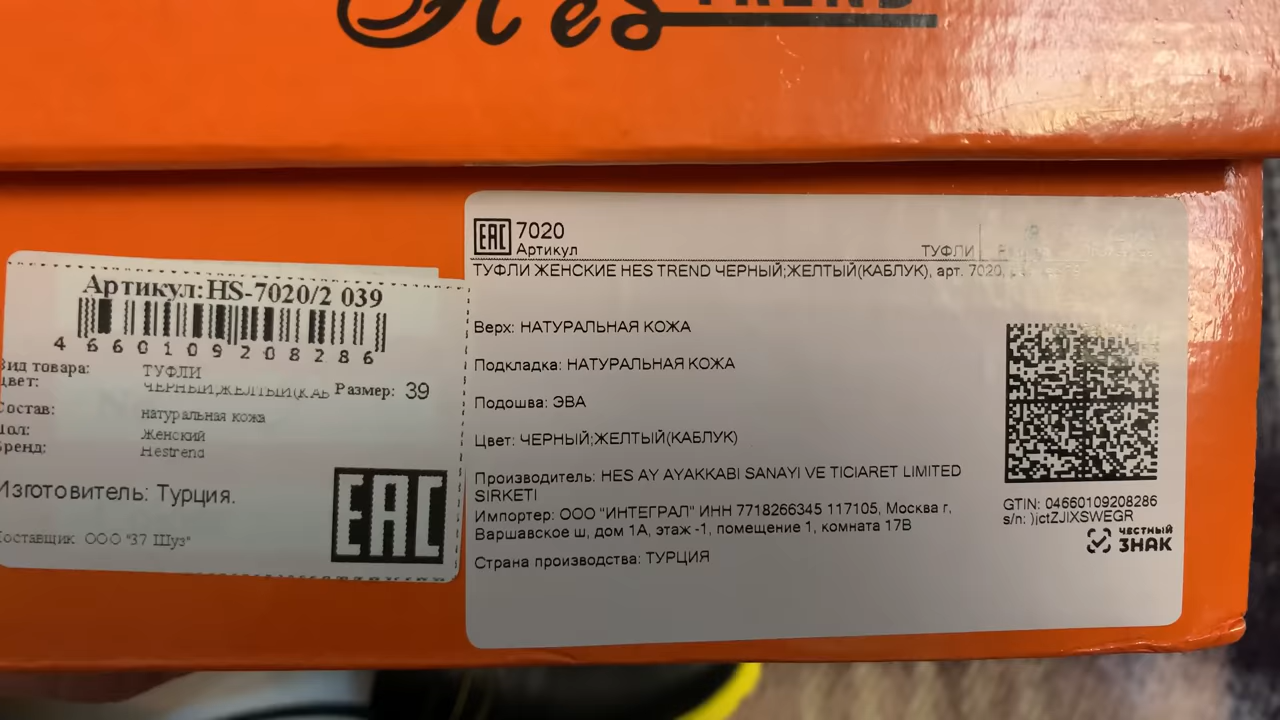 Hes TREND
Артикул:HS-7020/2 039
4660109208286
Вид товара: ТУФЛИ
Цвет: ЧЕРНЫЙ;ЖЕЛТЫЙ(КАБ Размер: 39
Состав: натуральная кожа
Пол: Женский
Бренд: Hestrend
Изготовитель: Турция.
Поставщик ООО "37 Шуз"
EAC
EAC 7020
Артикул
ТУФЛИ
ТУФЛИ ЖЕНСКИЕ HES TREND ЧЕРНЫЙ;ЖЕЛТЫЙ(КАБЛУК), арт. 7020,
Верх: НАТУРАЛЬНАЯ КОЖА
Подкладка: НАТУРАЛЬНАЯ КОЖА
Подошва: ЭВА
Цвет: ЧЕРНЫЙ;ЖЕЛТЫЙ(КАБЛУК)
Производитель: HES AY AYAKKABI SANAYI VE TICIARET LIMITED
SIRKETI
Импортер: ООО "ИНТЕГРАЛ" ИНН 7718266345 117105, Москва г,
Варшавское ш, дом 1А, этаж -1, помещение 1, комната 17В
Страна производства: ТУРЦИЯ
GTIN: 04660109208286
s/n: )jctZJIXSWEGR
ЧЕСТНЫЙ
ЗНАК